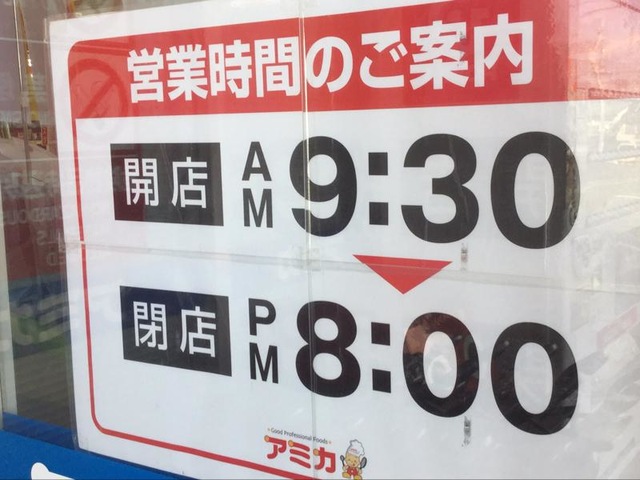 営業時間のご案内
開店 AM 9:30
閉店 PM 8:00
Good Professional Foods
アミカ